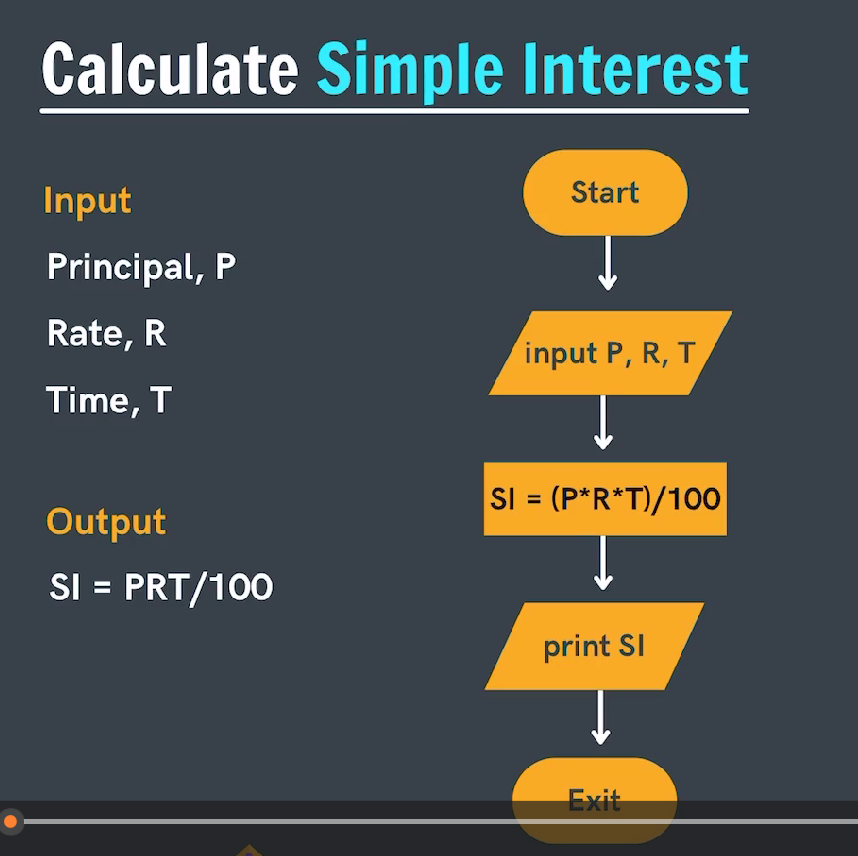 Calculate Simple Interest
Input
Principal, P
Rate, R
Time, T
Output
SI = PRT/100
Start
input P, R, T
SI = (P*R*T)/100
print SI
Exit